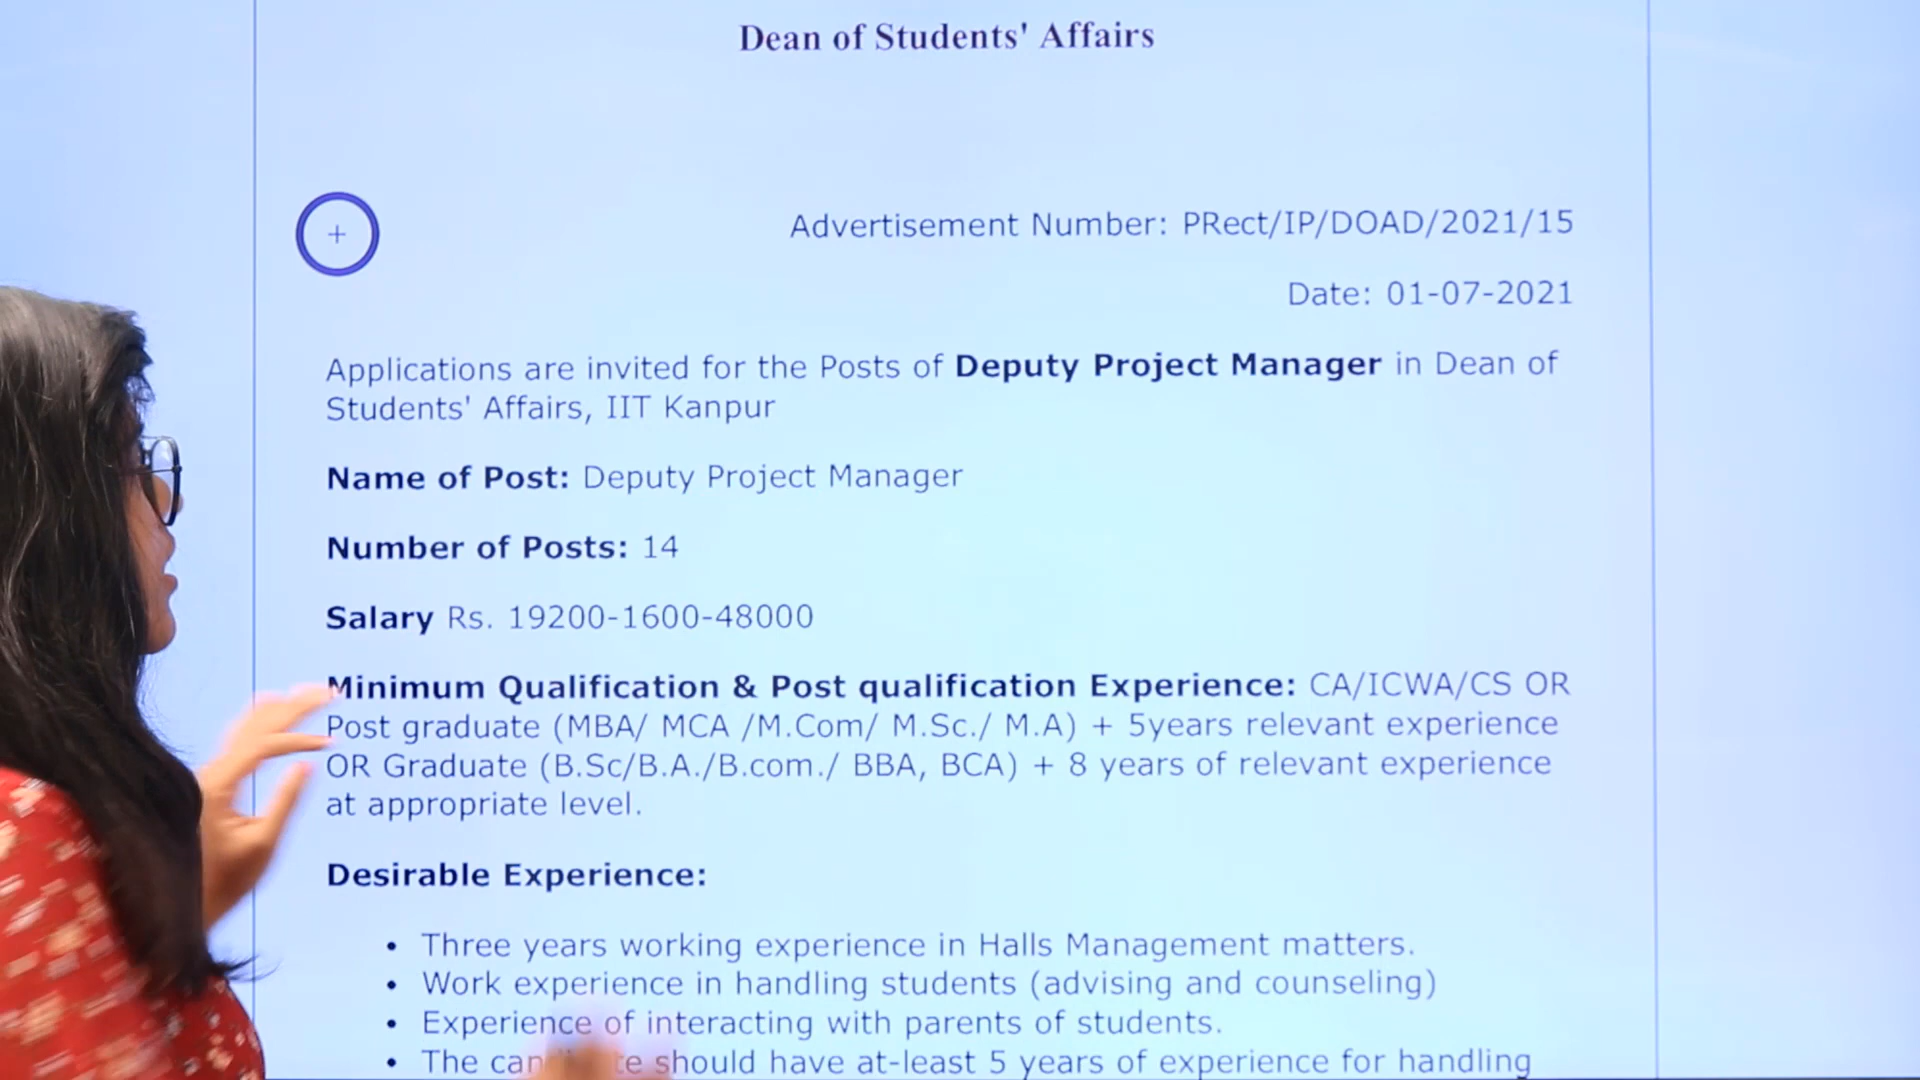 Dean of Students' Affairs
Advertisement Number: PRect/IP/DOAD/2021/15
Date: 01-07-2021
Applications are invited for the Posts of Deputy Project Manager in Dean of
Students' Affairs, IIT Kanpur
Name of Post: Deputy Project Manager
Number of Posts: 14
Salary Rs. 19200-1600-48000
Minimum Qualification & Post qualification Experience: CA/ICWA/CS OR
Post graduate (MBA/ MCA /M.Com/ M.Sc./ M.A) + 5years relevant experience
OR Graduate (B.Sc/B.A./B.com./ BBA, BCA) + 8 years of relevant experience
at appropriate level.
Desirable Experience:
• Three years working experience in Halls Management matters.
• Work experience in handling students (advising and counseling)
• Experience of interacting with parents of students.
• The should have at-least 5 years of experience for handling